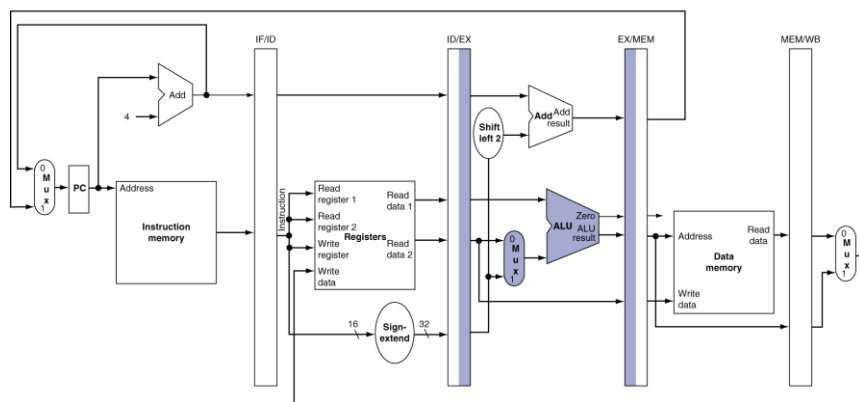 IF/ID
ID/EX
EX/MEM
MEM/WB
Add
4
Shift
left 2
Add
Add
result
0
M
u
x
1
PC
Address
Instruction
memory
Instruction
Read
register 1
Read
register 2
Write
register
Write
data
Registers
Read
data 1
Read
data 2
0
M
u
x
1
ALU
Zero
ALU
result
Address
Write
data
Data
memory
Read
data
0
M
u
x
1
16
Sign-
extend
32